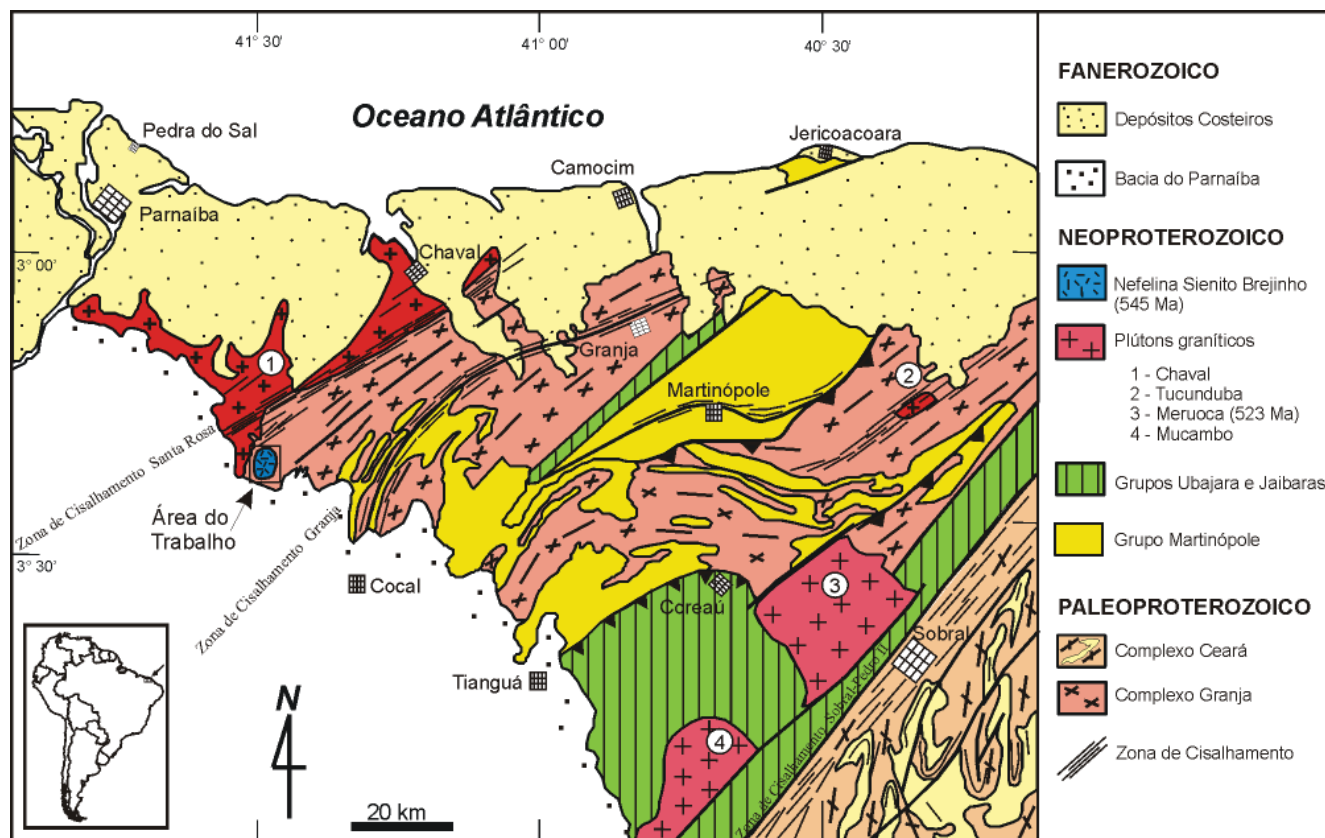 41° 30'
41° 00'
40° 30'
Oceano Atlântico
Pedra do Sal
Jericoacoara
Camocim
Parnaíba
3° 00'
Chaval
Granja
1
2
Martinópole
Zona de Cisalhamento Santa Rosa
Área do
Trabalho
Zona de Cisalhamento Granja
3° 30'
Cocal
Coreaú
3
Sobral
Tianguá
Zona de Cisalhamento Sobral-Pedro II
4
N
20 km
FANEROZOICO
Depósitos Costeiros
Bacia do Parnaíba
NEOPROTEROZOICO
Nefelina Sienito Brejinho
(545 Ma)
Plútons graníticos
1 - Chaval
2 - Tucunduba
3 - Meruoca (523 Ma)
4 - Mucambo
Grupos Ubajara e Jaibaras
Grupo Martinópole
PALEOPROTEROZOICO
Complexo Ceará
Complexo Granja
Zona de Cisalhamento